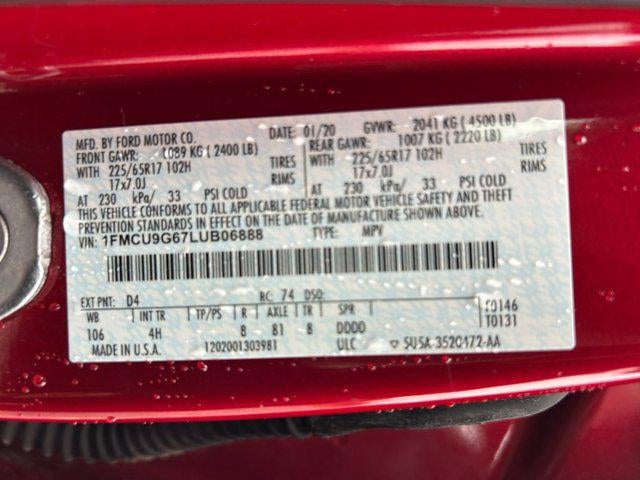 MFD. BY FORD MOTOR CO. DATE: 01/20 GVWR: 2041 KG ( 4500 LB)
FRONT GAWR: 1089 KG ( 2400 LB) REAR GAWR: 1007 KG ( 2220 LB)
WITH 225/65R17 102H TIRES WITH 225/65R17 102H TIRES
17x7.0J RIMS 17x7.0J RIMS
AT 230 kPa/ 33 PSI COLD AT 230 kPa/ 33 PSI COLD
THIS VEHICLE CONFORMS TO ALL APPLICABLE FEDERAL MOTOR VEHICLE SAFETY AND THEFT
PREVENTION STANDARDS IN EFFECT ON THE DATE OF MANUFACTURE SHOWN ABOVE.
VIN: 1FMCU9G67LUB06888 TYPE: MPV
EXT PNT: D4 RC: 74 DSO:
WB INT TR TP/PS R AXLE TR SPR T0146
106 4H 8 81 8 DDDD T0131
MADE IN U.S.A. 1202001303981 ULC ▽ 5U5A-3520472-AA